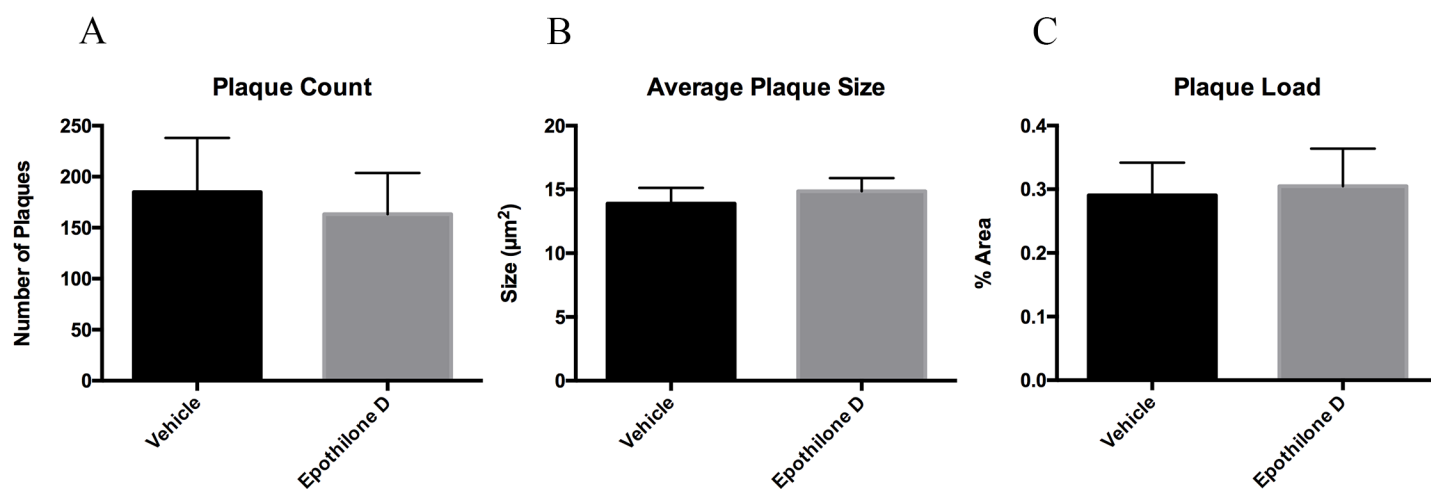 A
Plaque Count
Number of Plaques
250
200
150
100
50
0
Vehicle
Epothilone D
B
Average Plaque Size
Size (µm²)
20
15
10
5
0
Vehicle
Epothilone D
C
Plaque Load
% Area
0.4
0.3
0.2
0.1
0.0
Vehicle
Epothilone D